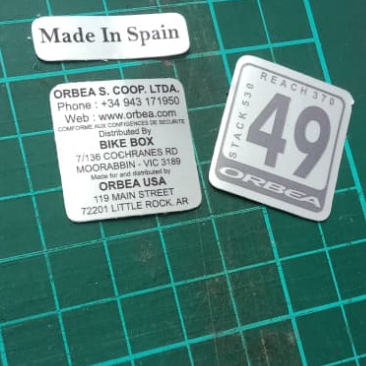 Made In Spain
ORBEA S. COOP. LTDA.
Phone : +34 943 171950
Web : www.orbea.com
COMFORME AUX CONFIGENCES DE SECURITE
Distributed By
BIKE BOX
7/136 COCHRANES RD
MOORABBIN - VIC 3189
Made for and distributed by
ORBEA USA
119 MAIN STREET
72201 LITTLE ROCK. AR
REACH 370
STACK 530
49
ORBEA